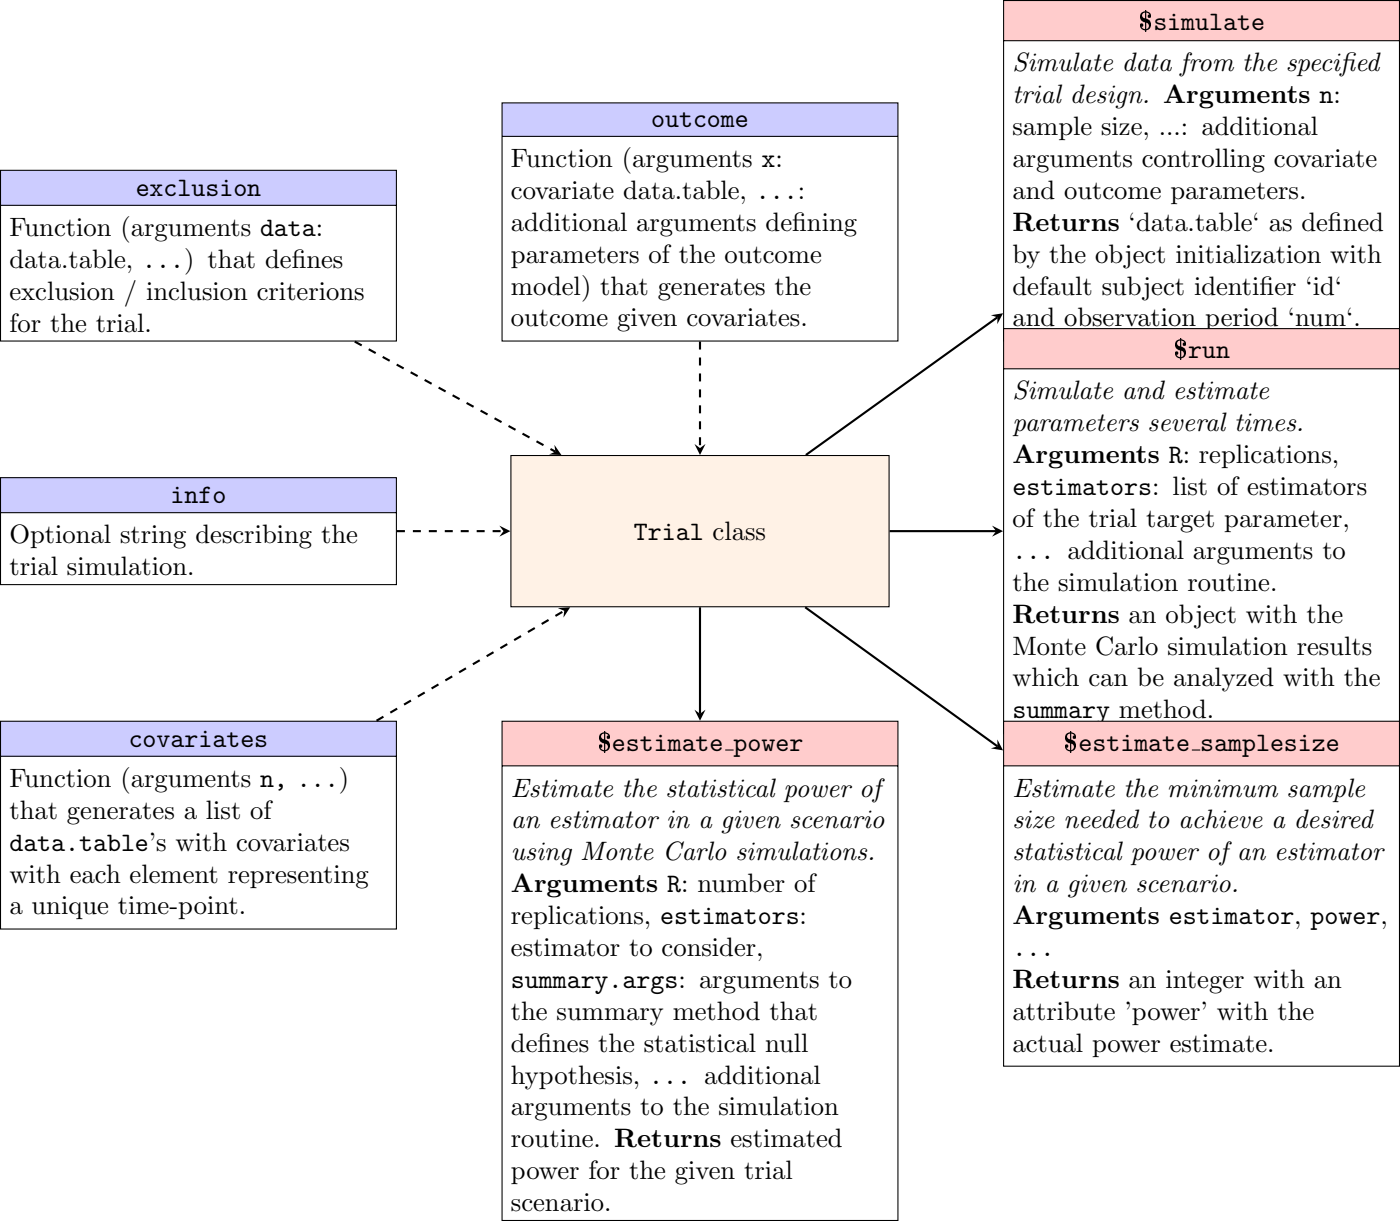 exclusion
Function (arguments data:
data.table, ...) that defines
exclusion / inclusion criterions
for the trial.
info
Optional string describing the
trial simulation.
covariates
Function (arguments n, ...)
that generates a list of
data.table's with covariates
with each element representing
a unique time-point.
outcome
Function (arguments x:
covariate data.table, ...:
additional arguments defining
parameters of the outcome
model) that generates the
outcome given covariates.
Trial class
$estimate_power
Estimate the statistical power of
an estimator in a given scenario
using Monte Carlo simulations.
Arguments R: number of
replications, estimators:
estimator to consider,
summary.args: arguments to
the summary method that
defines the statistical null
hypothesis, ... additional
arguments to the simulation
routine. Returns estimated
power for the given trial
scenario.
$simulate
Simulate data from the specified
trial design. Arguments n:
sample size, ...: additional
arguments controlling covariate
and outcome parameters.
Returns ‘data.table‘ as defined
by the object initialization with
default subject identifier ‘id‘
and observation period ‘num‘.
$run
Simulate and estimate
parameters several times.
Arguments R: replications,
estimators: list of estimators
of the trial target parameter,
... additional arguments to
the simulation routine.
Returns an object with the
Monte Carlo simulation results
which can be analyzed with the
summary method.
$estimate_samplesize
Estimate the minimum sample
size needed to achieve a desired
statistical power of an estimator
in a given scenario.
Arguments estimator, power,
...
Returns an integer with an
attribute ’power’ with the
actual power estimate.